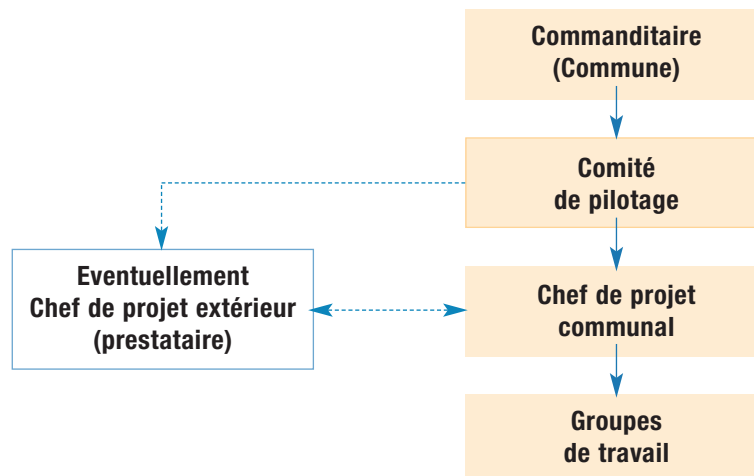 Commanditaire
(Commune)
Comité
de pilotage
Eventuellement
Chef de projet extérieur
(prestataire)
Chef de projet
communal
Groupes
de travail